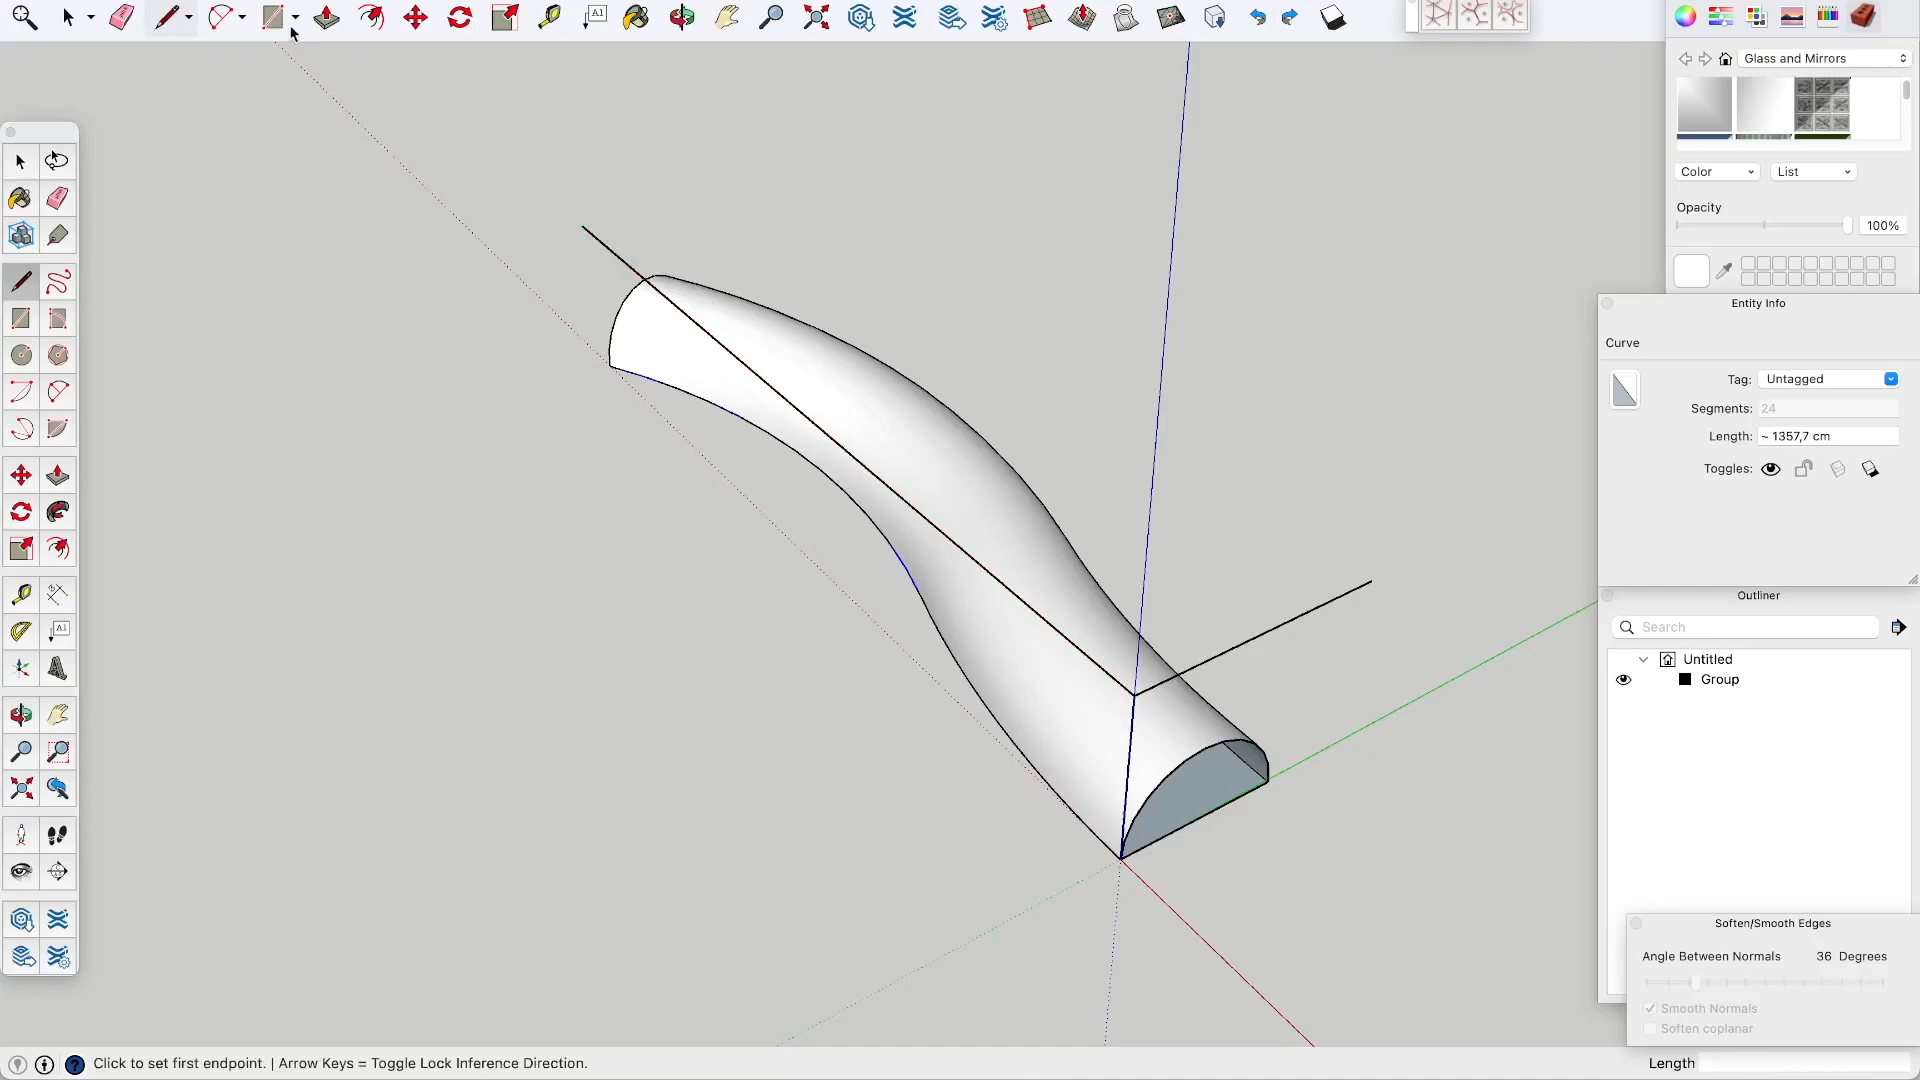 A1
Glass and Mirrors
Color
List
Opacity
100%
Entity Info
Curve
Tag: Untagged
Segments: 24
Length: ~ 1357,7 cm
Toggles:
A1
Outliner
Search
Untitled
Group
Soften/Smooth Edges
Angle Between Normals 36 Degrees
Smooth Normals
Soften coplanar
Click to set first endpoint. | Arrow Keys = Toggle Lock Inference Direction.
Length